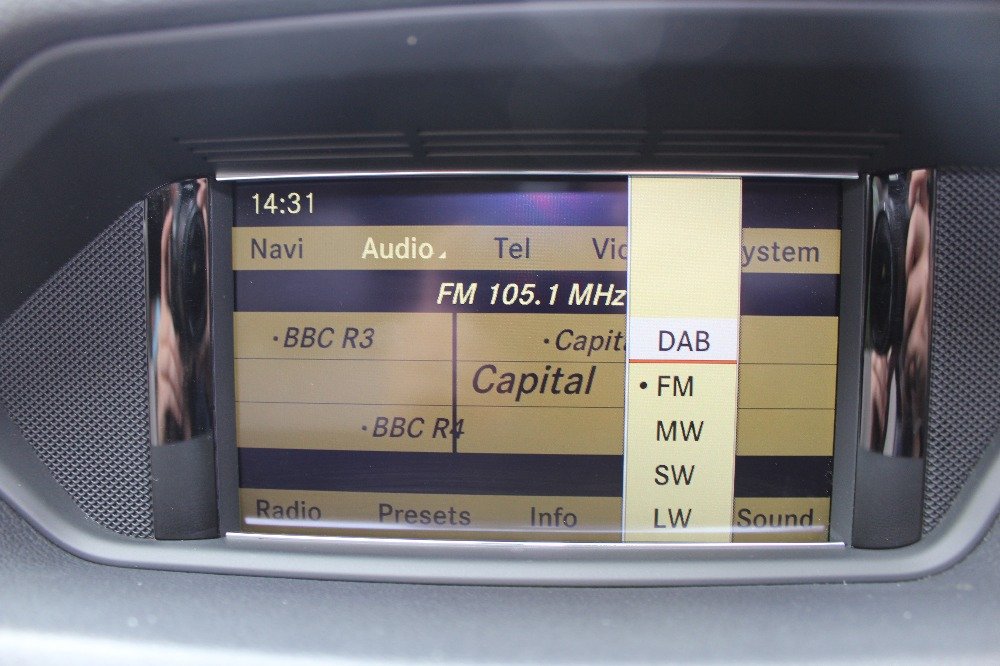 14:31
Navi Audio Tel Vid ystem
FM 105.1 MHz
•BBC R3 •Capit
DAB
Capital
•FM
•BBC R4
MW
SW
Radio Presets Info LW Sound